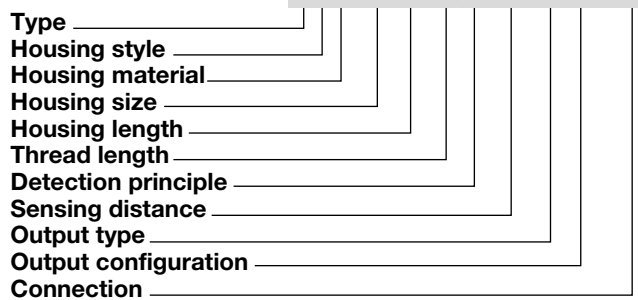 Type
Housing style
Housing material
Housing size
Housing length
Thread length
Detection principle
Sensing distance
Output type
Output configuration
Connection